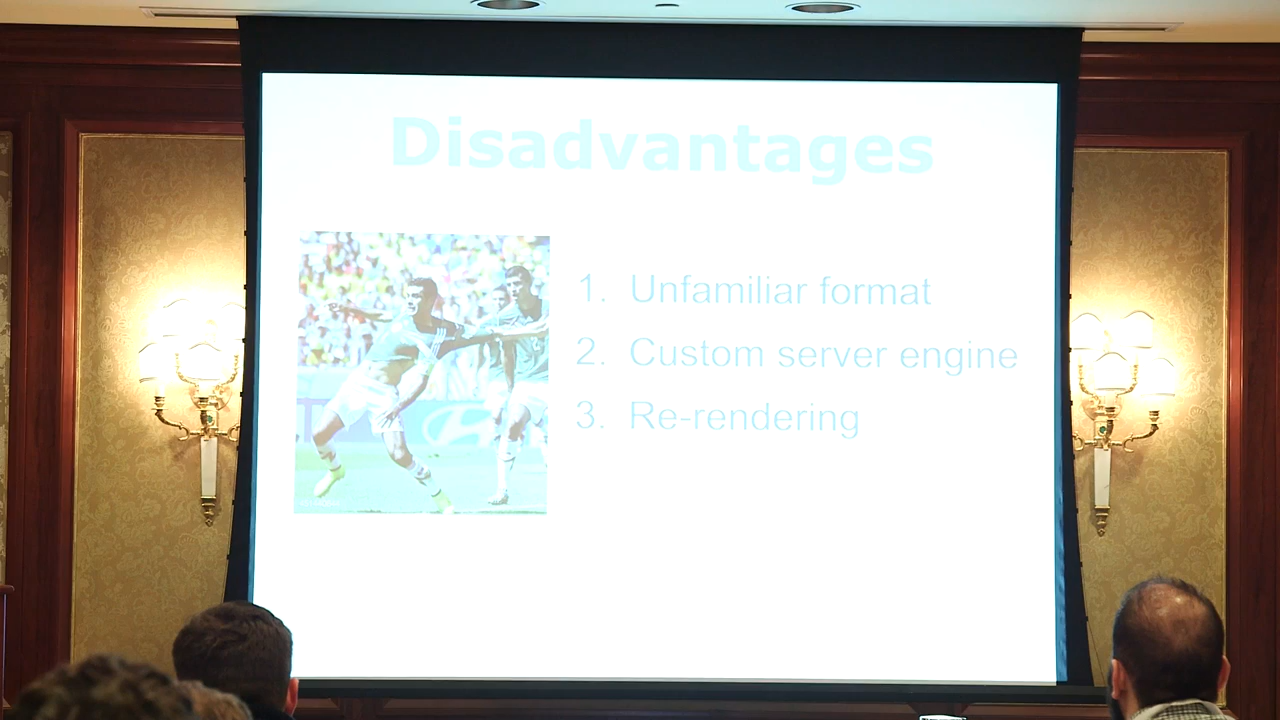 Disadvantages
1. Unfamiliar format
2. Custom server engine
3. Re-rendering